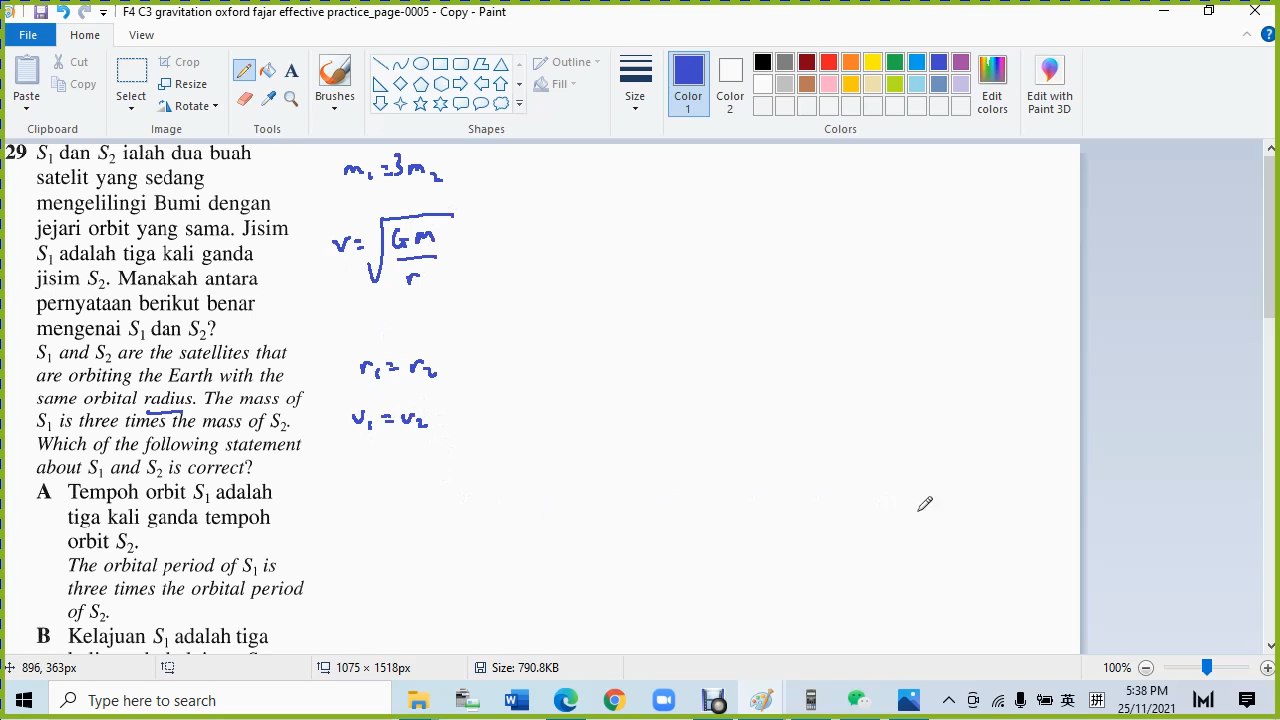 F4 C3 gravitation oxford fajar effective practice_page-0005 - Copy - Paint
File Home View
Paste Cut Copy
Clipboard
Select Crop Resize Rotate
Image
Tools
Brushes
Shapes
Outline
Fill
Size
Color 1
Color 2
Edit colors
Colors
Edit with Paint 3D
29 S₁ dan S₂ ialah dua buah
satelit yang sedang
mengelilingi Bumi dengan
jejari orbit yang sama. Jisim
S₁ adalah tiga kali ganda
jisim S₂. Manakah antara
pernyataan berikut benar
mengenai S₁ dan S₂?
S₁ and S₂ are the satellites that
are orbiting the Earth with the
same orbital radius. The mass of
S₁ is three times the mass of S₂.
Which of the following statement
about S₁ and S₂ is correct?
A Tempoh orbit S₁ adalah
tiga kali ganda tempoh
orbit S₂.
The orbital period of S₁ is
three times the orbital period
of S₂.
B Kelajuan S₁ adalah tiga
m₁ = 3m₂
v = √(GM/r)
r₁ = r₂
v₁ = v₂
896, 363px
1075 × 1518px
Size: 790.8KB
100%
Type here to search
英
拼
5:38 PM
25/11/2021